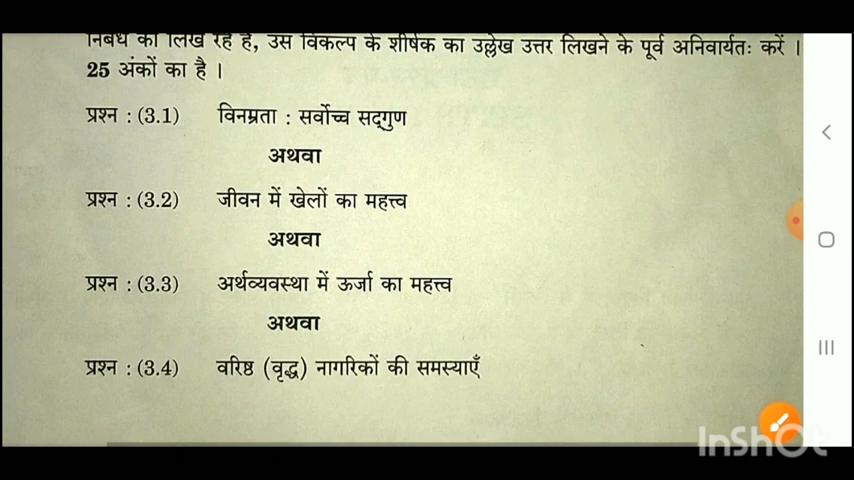 निबंध को लिख रहे हैं, उस विकल्प के शीर्षक का उल्लेख उत्तर लिखने के पूर्व अनिवार्यतः करें ।
25 अंकों का है ।
प्रश्न : (3.1) विनम्रता : सर्वोच्च सद्‌गुण
अथवा
प्रश्न : (3.2) जीवन में खेलों का महत्त्व
अथवा
प्रश्न : (3.3) अर्थव्यवस्था में ऊर्जा का महत्त्व
अथवा
प्रश्न : (3.4) वरिष्ठ (वृद्ध) नागरिकों की समस्याएँ
InShOt